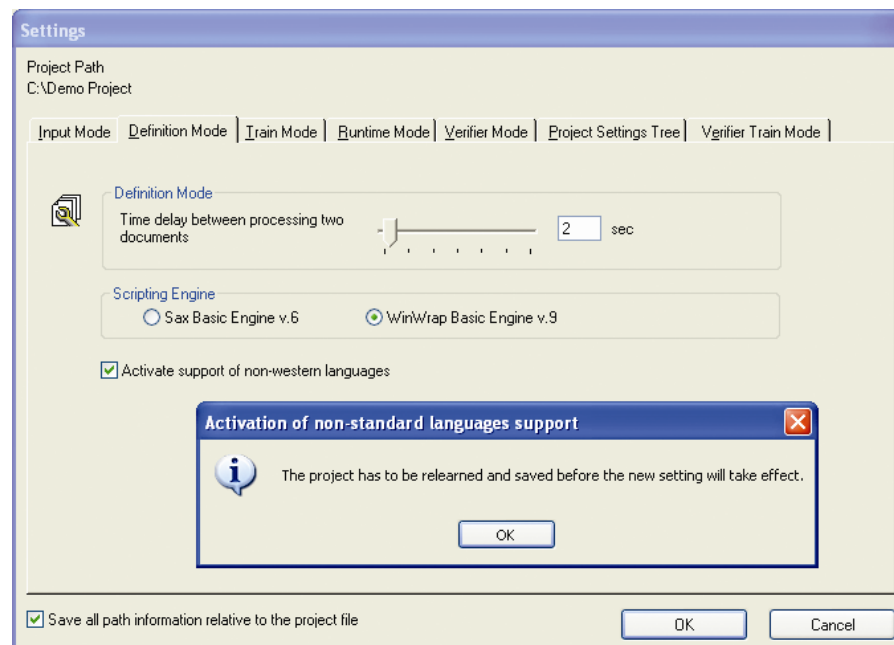 Settings
Project Path
C:\Demo Project
Input Mode Definition Mode Train Mode Runtime Mode Verifier Mode Project Settings Tree Verifier Train Mode
Definition Mode
Time delay between processing two
documents
2 sec
Scripting Engine
Sax Basic Engine v.6 WinWrap Basic Engine v.9
Activate support of non-western languages
Activation of non-standard languages support
The project has to be relearned and saved before the new setting will take effect.
OK
Save all path information relative to the project file
OK Cancel